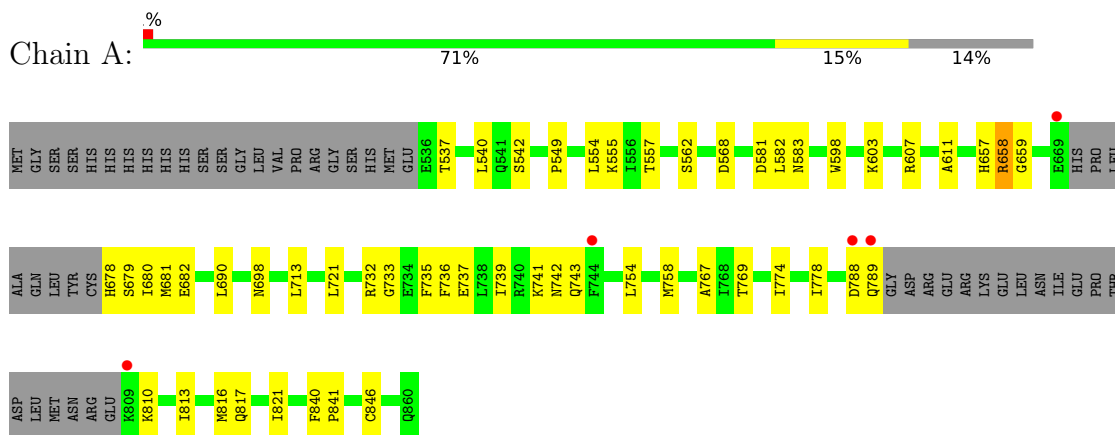 .%
Chain A:
71% 15% 14%
MET GLY SER SER HIS HIS HIS HIS HIS HIS SER SER GLY LEU VAL PRO ARG GLY SER HIS MET GLU E536 T537 L540 Q541 S542 P549 L554 K555 I556 T557 S562 D568 D581 L582 N583 W598 K603 R607 A611 H657 R658 G659 E669 HIS PRO LEU
ALA GLN LEU TYR CYS H678 S679 I680 M681 E682 L690 N698 L713 L721 R732 G733 E734 F735 F736 E737 L738 I739 R740 K741 N742 Q743 F744 L754 M758 A767 I768 T769 I774 I778 D788 Q789 GLY ASP ARG GLU ARG LYS GLU LEU ASN ILE GLU PRO THR
ASP LEU MET ASN ARG GLU K809 K810 I813 M816 Q817 I821 F840 P841 C846 Q860